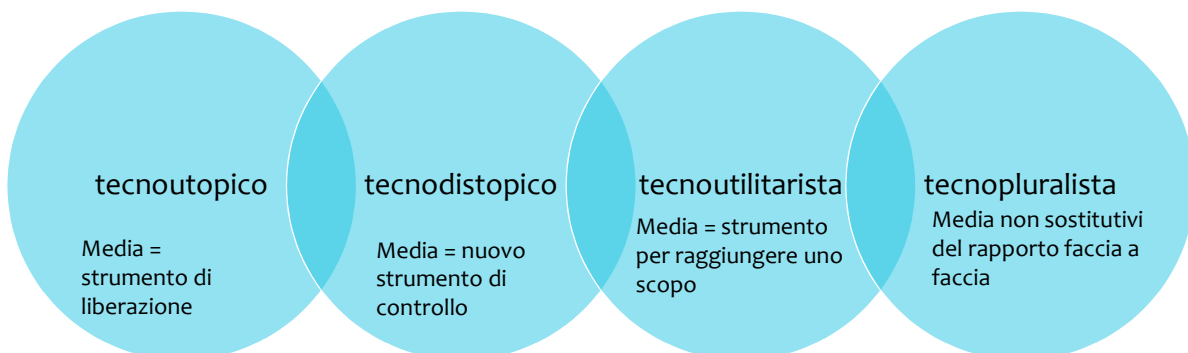 tecnoutopico
Media =
strumento di
liberazione
tecnodistopico
Media = nuovo
strumento di
controllo
tecnoutilitarista
Media = strumento
per raggiungere uno
scopo
tecnopluralista
Media non sostitutivi
del rapporto faccia a
faccia